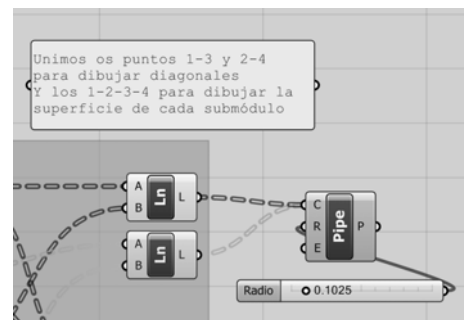 Unimos os puntos 1-3 y 2-4
para dibujar diagonales
Y los 1-2-3-4 para dibujar la
superficie de cada submódulo
A
B
Ln
L
A
B
Ln
L
C
R
E
Pipe
P
Radio
0.1025